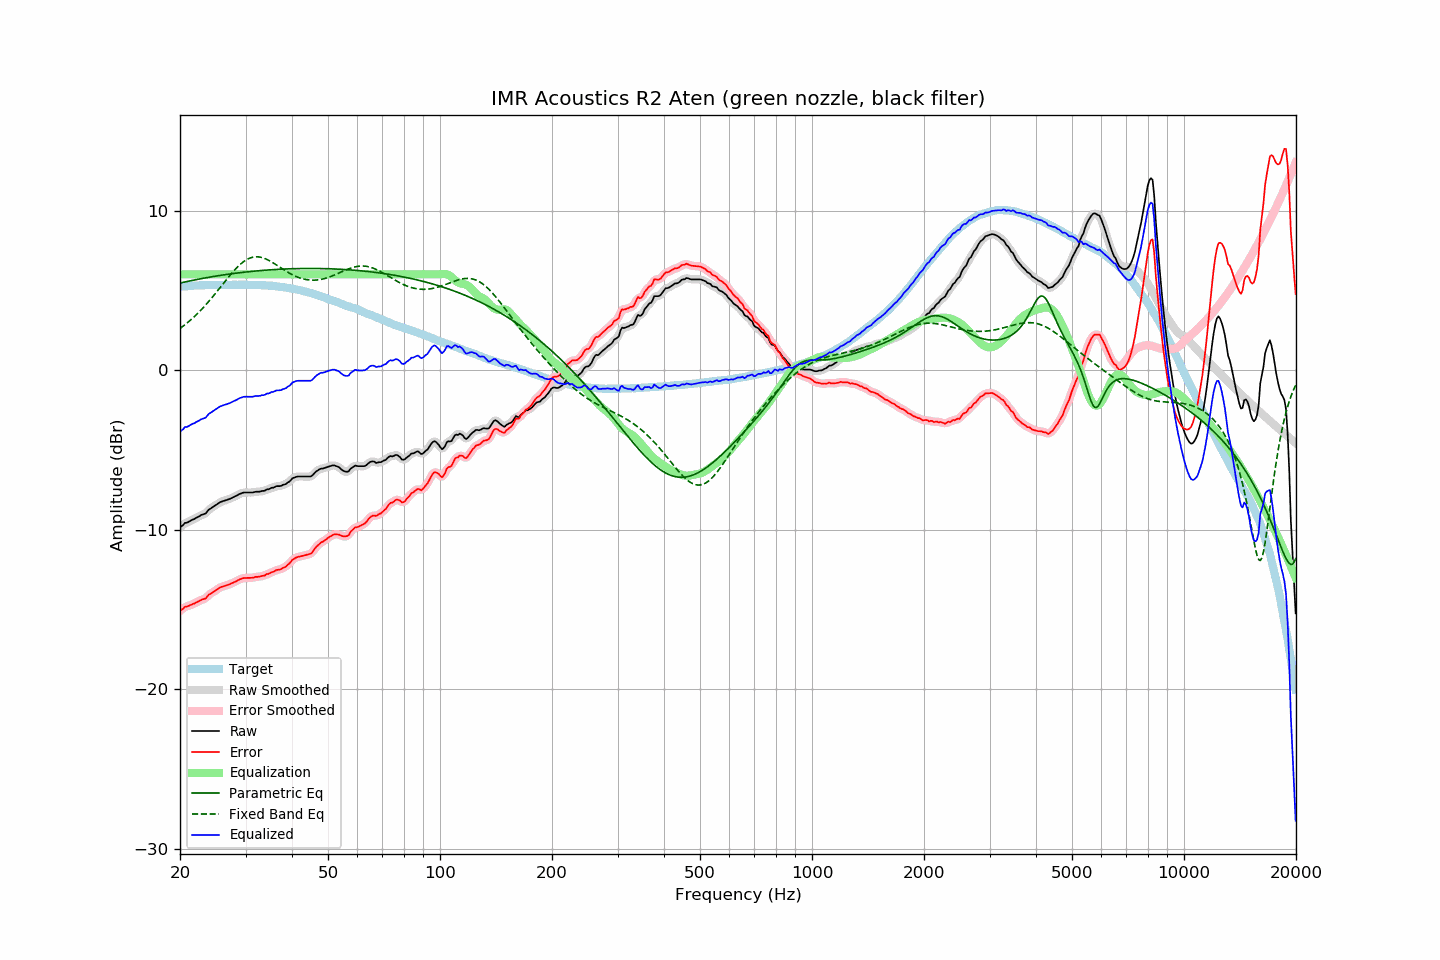 IMR Acoustics R2 Aten (green nozzle, black filter)
Amplitude (dBr)
10
0
−10
−20
−30
Target
Raw Smoothed
Error Smoothed
Raw
Error
Equalization
Parametric Eq
Fixed Band Eq
Equalized
20 50 100 200 500 1000 2000 5000 10000 20000
Frequency (Hz)